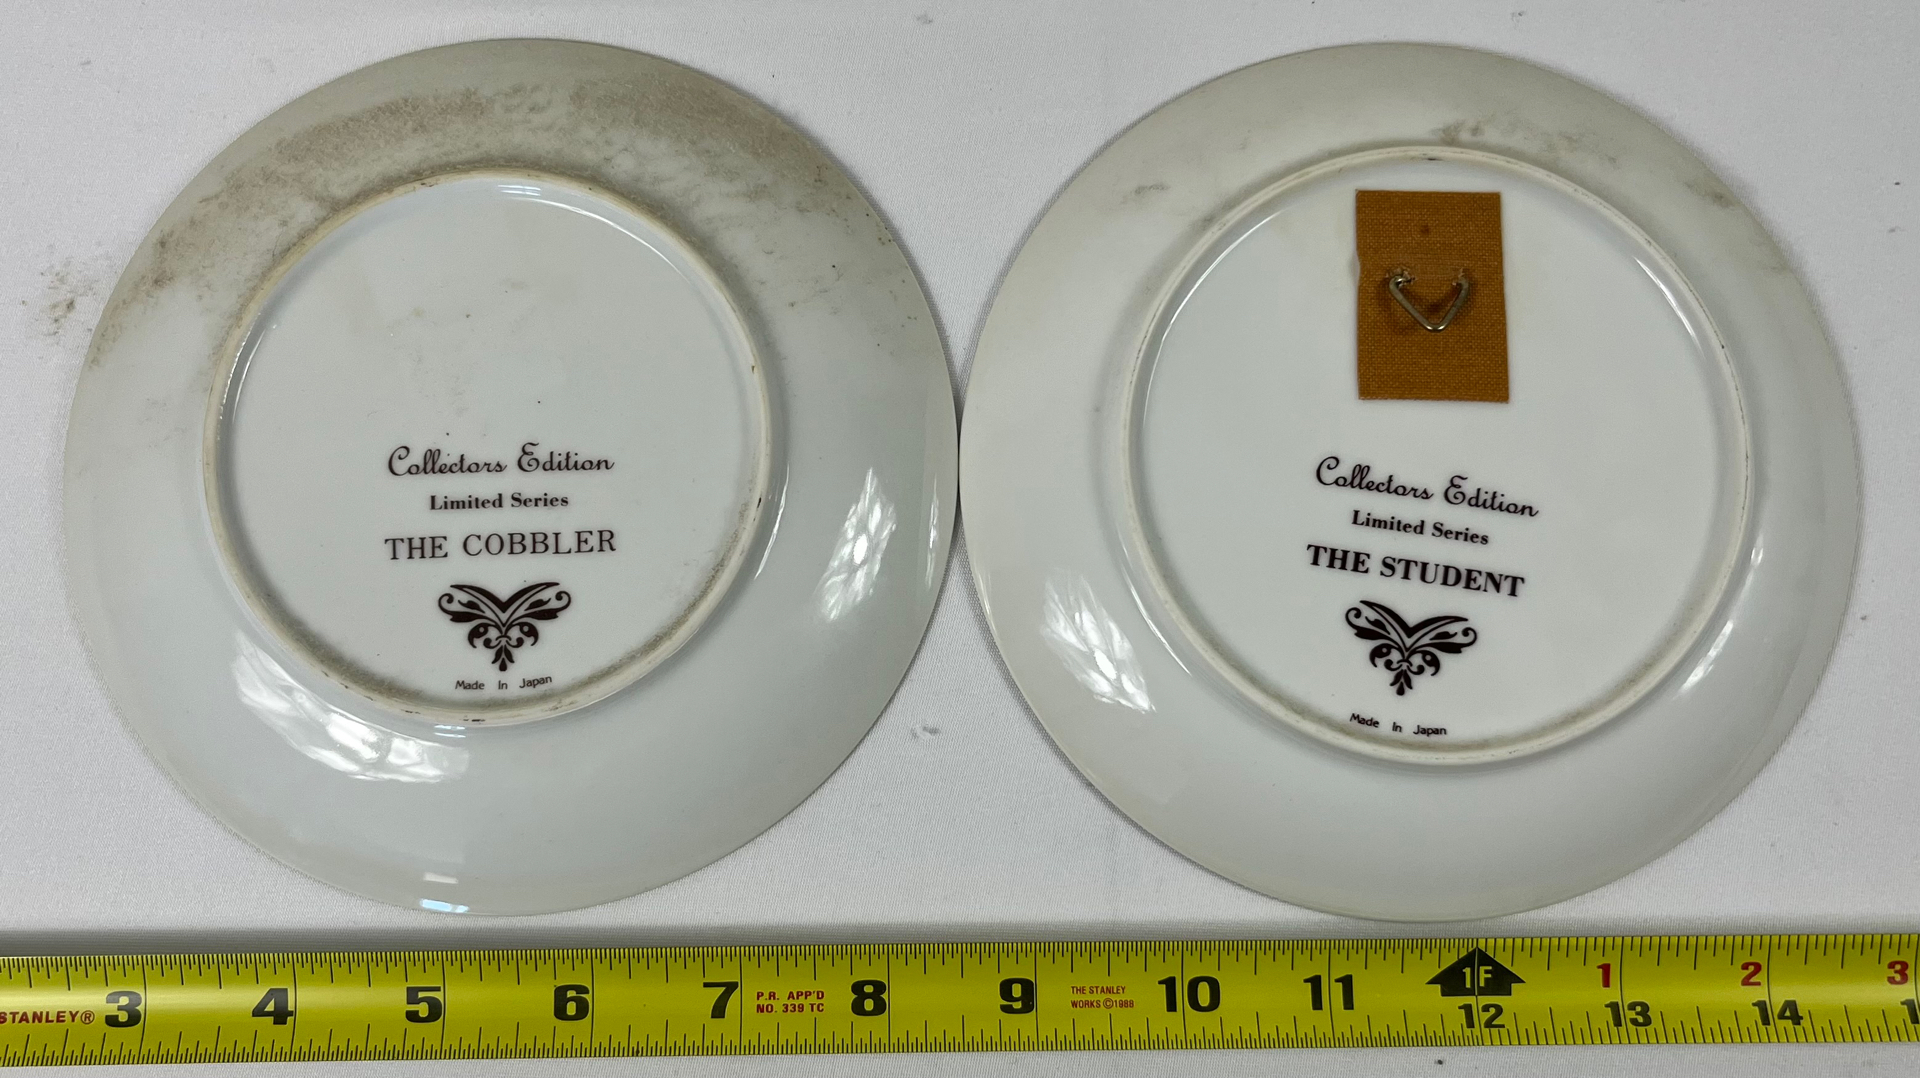 Collectors Edition
Limited Series
THE COBBLER
Made In Japan
Collectors Edition
Limited Series
THE STUDENT
Made In Japan
STANLEY® 3 4 5 6 7 P.R. APP'D 8 9 THE STANLEY 10 11 1F 1 2 3
NO. 339 TC WORKS ©1988 12 13 14